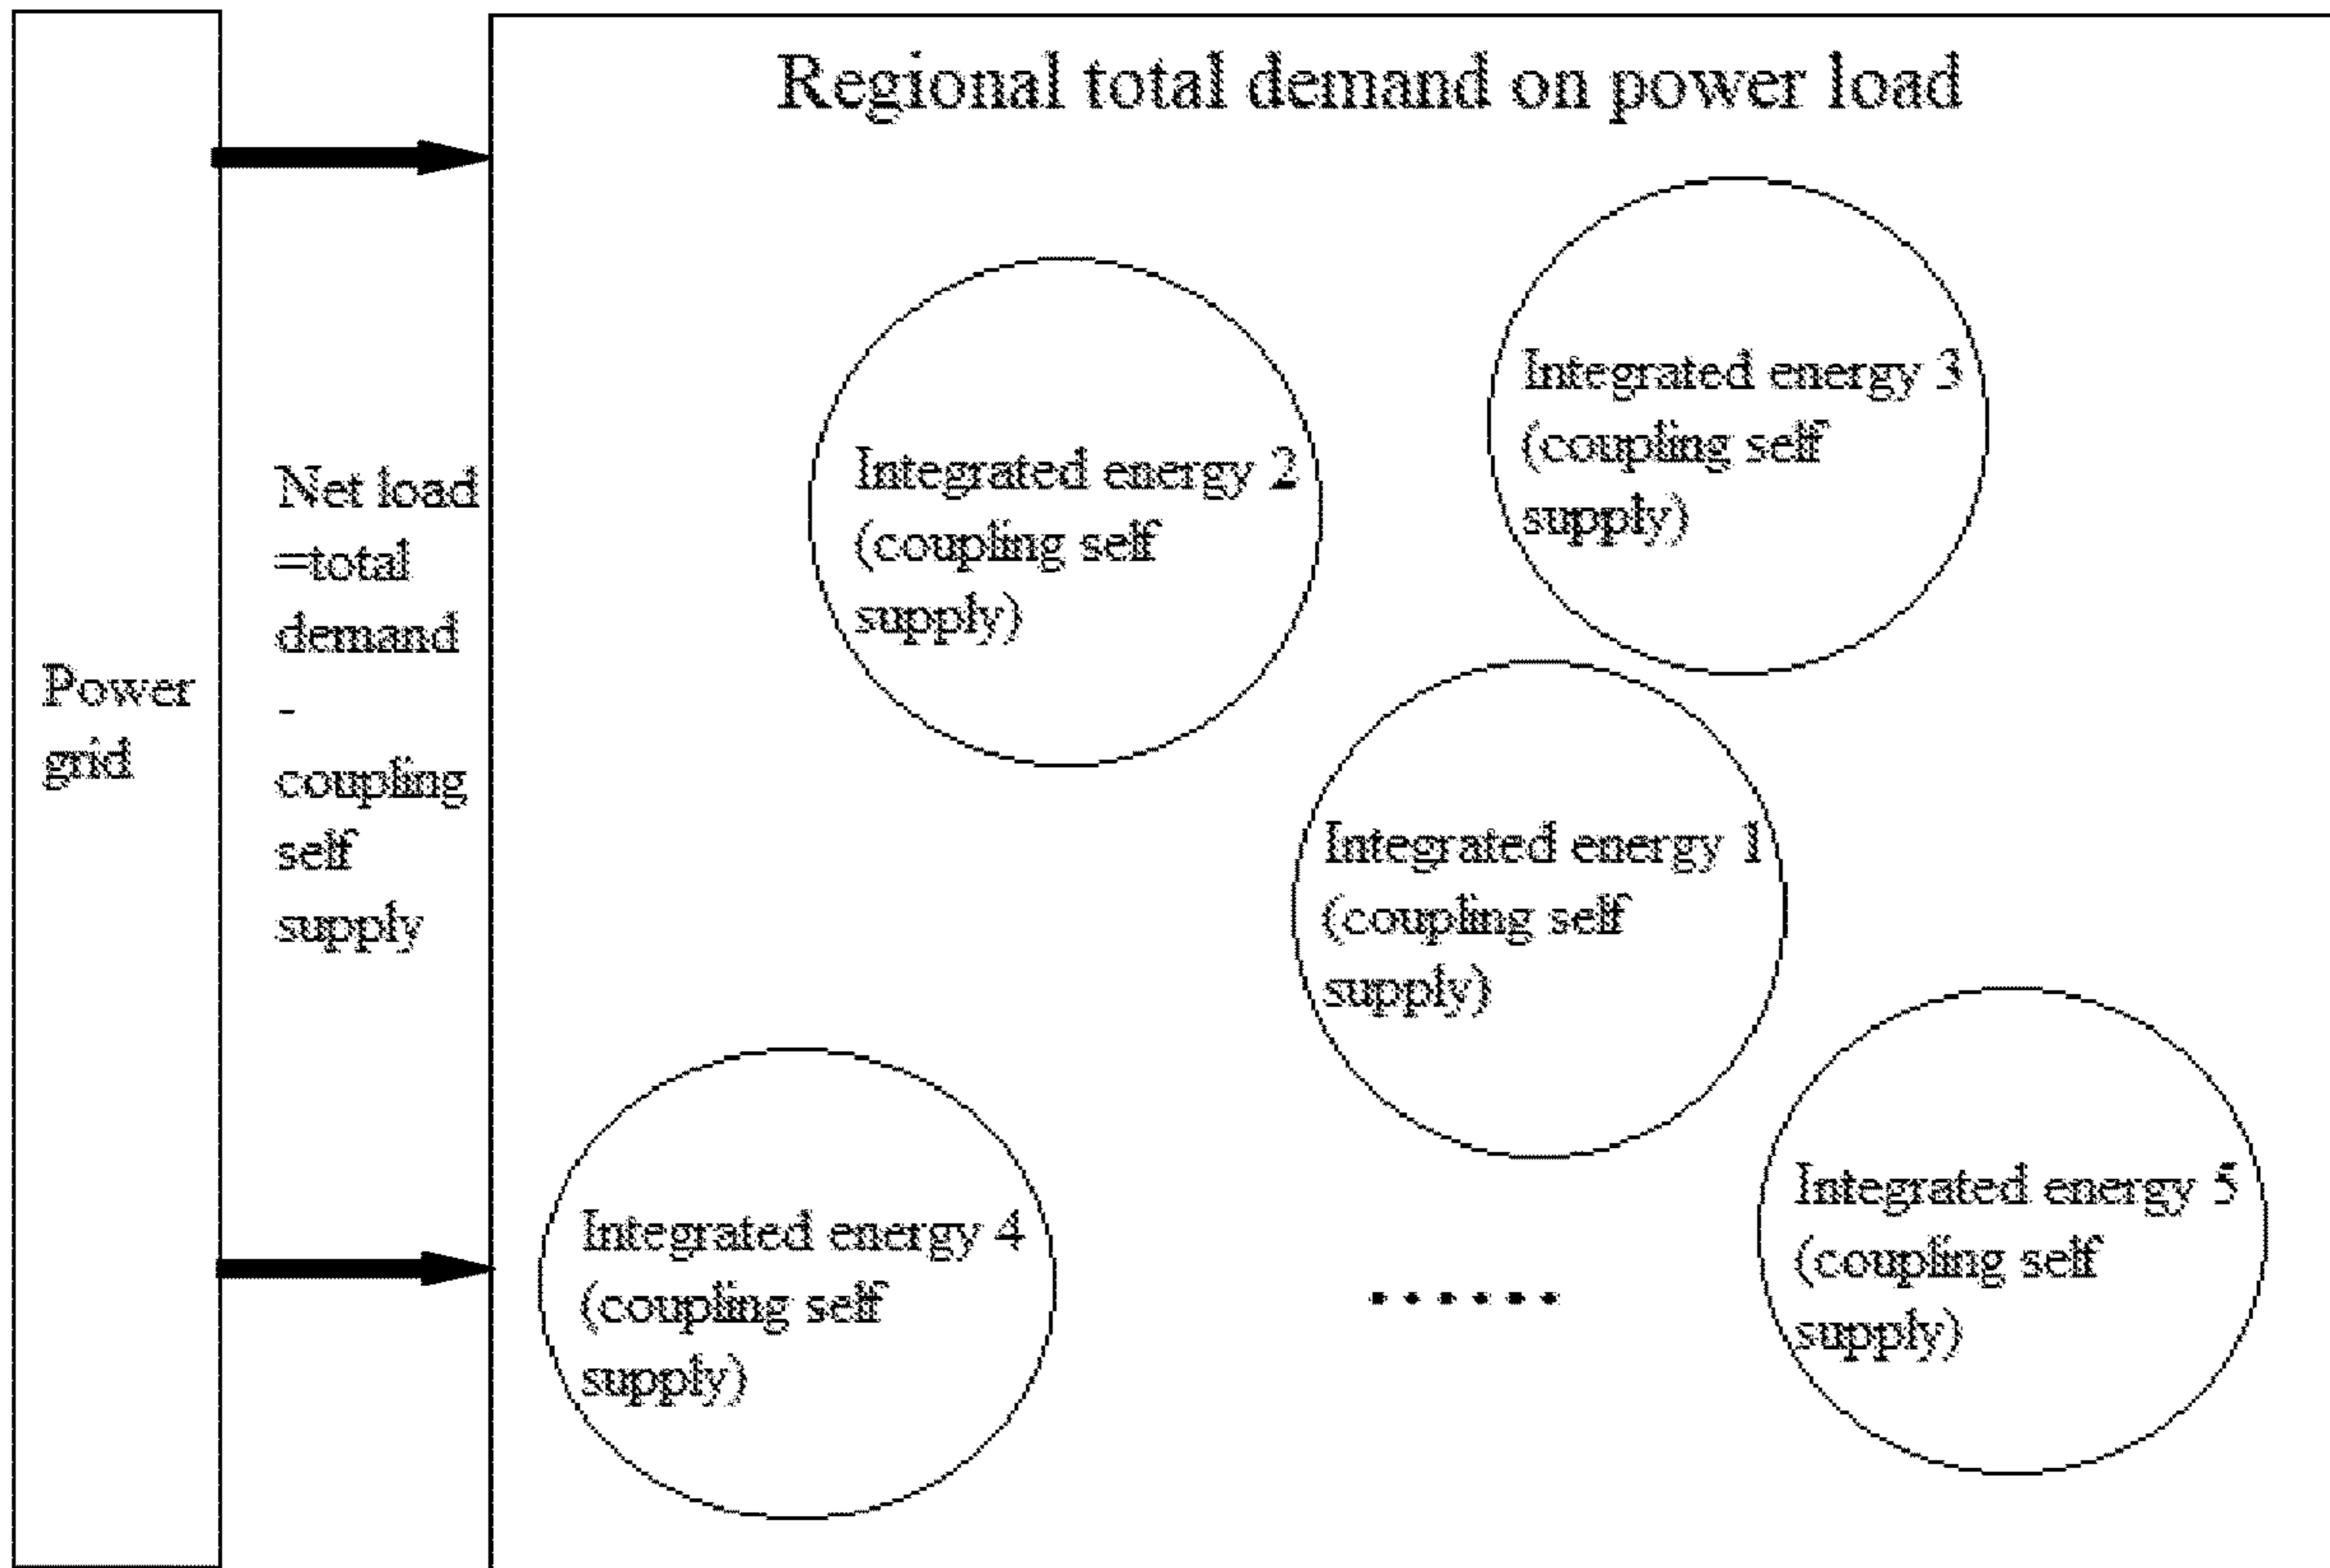 Regional total demand on power load
Power
grid
Net load
=total
demand
-
coupling
self
supply
Integrated energy 2
(coupling self
supply)
Integrated energy 3
(coupling self
supply)
Integrated energy 1
(coupling self
supply)
Integrated energy 4
(coupling self
supply)
......
Integrated energy 5
(coupling self
supply)